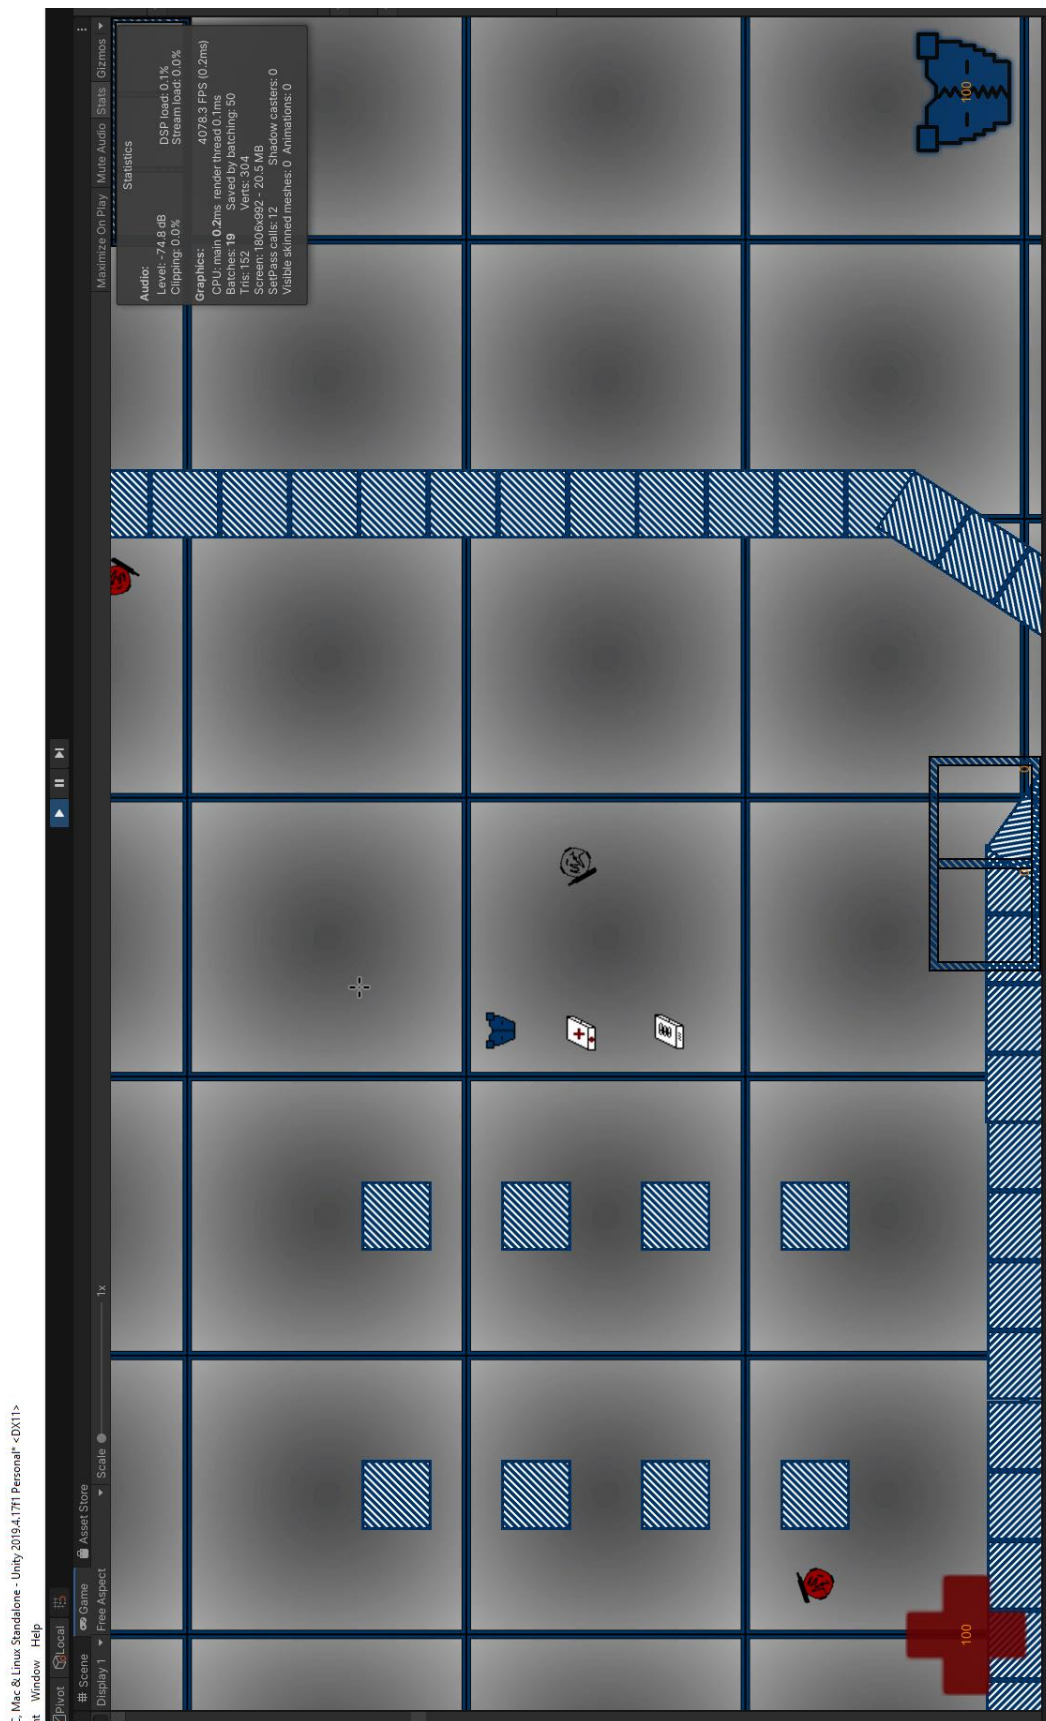 , Mac & Linux Standalone - Unity 2019.4.17f1 Personal* <DX11>
Window Help
Pivot Local
Scene Game Asset Store
Display 1 Free Aspect Scale 1x Maximize On Play Mute Audio Stats Gizmos
Statistics
Audio:
Level: -74.8 dB DSP load: 0.1%
Clipping: 0.0% Stream load: 0.0%
Graphics: 4078.3 FPS (0.2ms)
CPU: main 0.2ms render thread 0.1ms
Batches: 19 Saved by batching: 50
Tris: 152 Verts: 304
Screen: 1806x992 - 20.5 MB
SetPass calls: 12 Shadow casters: 0
Visible skinned meshes: 0 Animations: 0
100
100